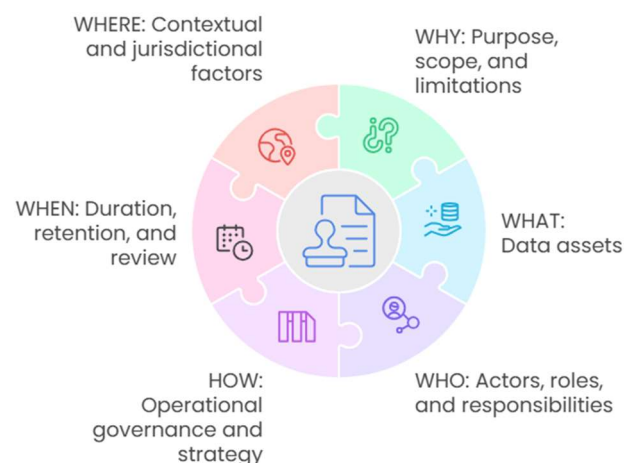 WHERE: Contextual
and jurisdictional
factors
WHY: Purpose,
scope, and
limitations
WHEN: Duration,
retention, and
review
WHAT:
Data assets
HOW:
Operational
governance and
strategy
WHO: Actors, roles,
and responsibilities